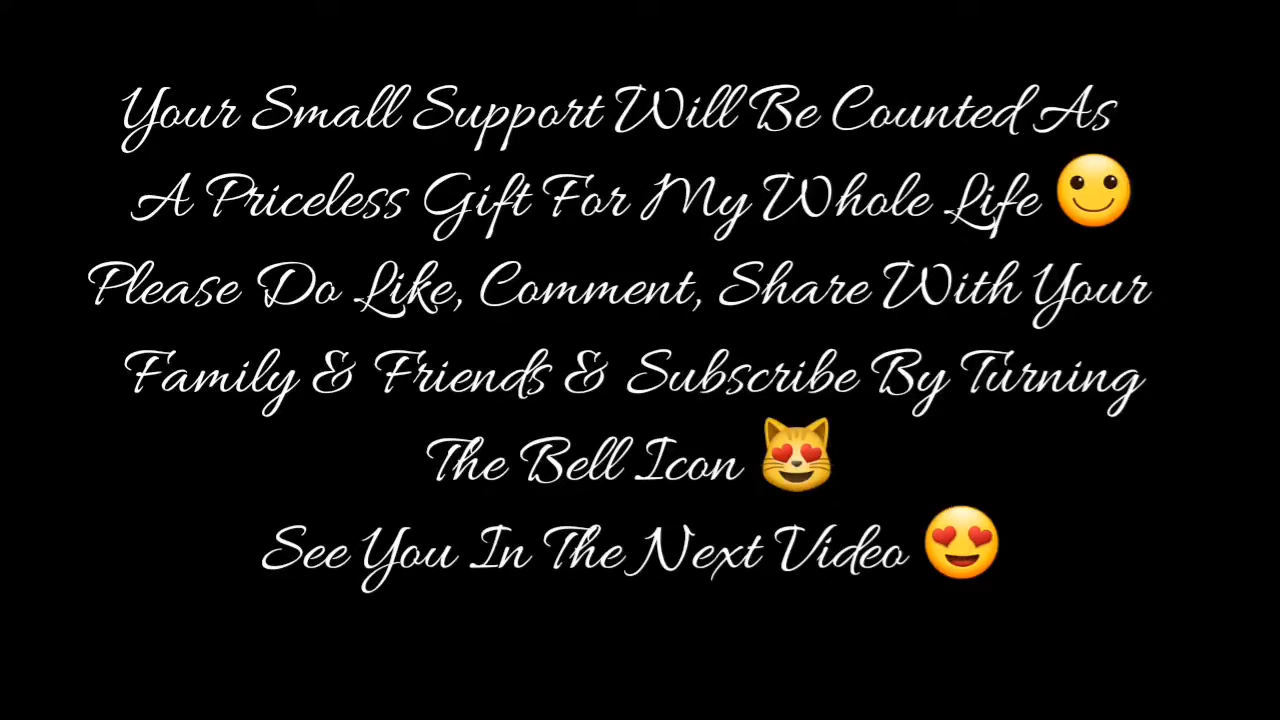 Your Small Support Will Be Counted As
A Priceless Gift For My Whole Life 🙂
Please Do Like, Comment, Share With Your
Family & Friends & Subscribe By Turning
The Bell Icon 😻
See You In The Next Video 😍